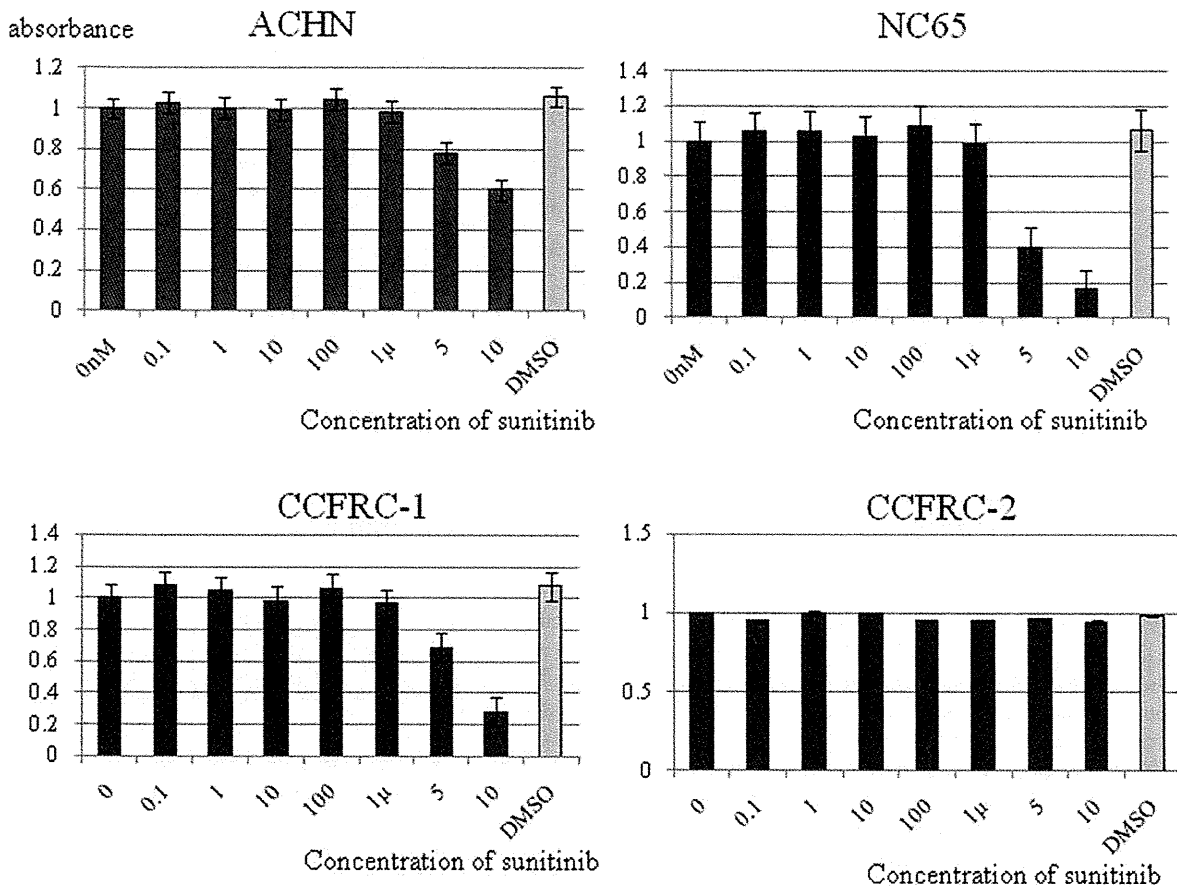 absorbance
ACHN
1.2
1
0.8
0.6
0.4
0.2
0
0nM 0.1 1 10 100 1µ 5 10 DMSO
Concentration of sunitinib
NC65
1.4
1.2
1
0.8
0.6
0.4
0.2
0
0nM 0.1 1 10 100 1µ 5 10 DMSO
Concentration of sunitinib
CCFRC-1
1.4
1.2
1
0.8
0.6
0.4
0.2
0
0 0.1 1 10 100 1µ 5 10 DMSO
Concentration of sunitinib
CCFRC-2
1.5
1
0.5
0
0 0.1 1 10 100 1µ 5 10 DMSO
Concentration of sunitinib